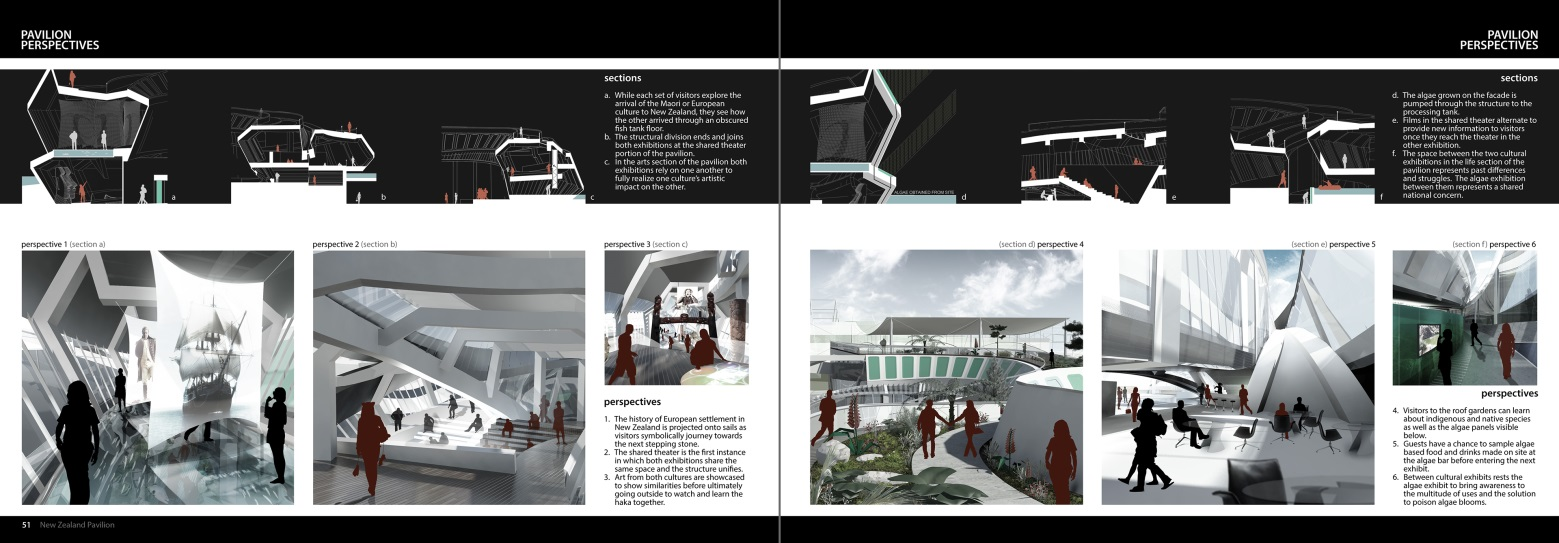 PAVILION
PERSPECTIVES
sections
a. While each set of visitors explore the
arrival of the Maori or European
culture to New Zealand, they see how
the other arrived through an obscured
fish tank floor.
b. The structural division ends and joins
both exhibitions at the shared theater
portion of the pavilion.
c. In the arts section of the pavilion both
exhibitions rely on one another to
fully realize one culture's artistic
impact on the other.
a
b
c
perspective 1 (section a)
perspective 2 (section b)
perspective 3 (section c)
perspectives
1. The history of European settlement in
New Zealand is projected onto sails as
visitors symbolically journey towards
the next stepping stone.
2. The shared theater is the first instance
in which both exhibitions share the
same space and the structure unifies.
3. Art from both cultures are showcased
to show similarities before ultimately
going outside to watch and learn the
haka together.
51 New Zealand Pavilion
PAVILION
PERSPECTIVES
sections
d. The algae grown on the facade is
pumped through the structure to the
processing tank.
e. Films in the shared theater alternate to
provide new information to visitors
once they reach the theater in the
other exhibition.
f. The space between the two cultural
exhibitions in the life section of the
pavilion represents past differences
and struggles. The algae exhibition
between them represents a shared
national concern.
ALGAE OBTAINED FROM SITE
d
e
f
(section d) perspective 4
(section e) perspective 5
(section f) perspective 6
perspectives
4. Visitors to the roof gardens can learn
about indigenous and native species
as well as the algae panels visible
below.
5. Guests have a chance to sample algae
based food and drinks made on site at
the algae bar before entering the next
exhibit.
6. Between cultural exhibits rests the
algae exhibit to bring awareness to
the multitude of uses and the solution
to poison algae blooms.